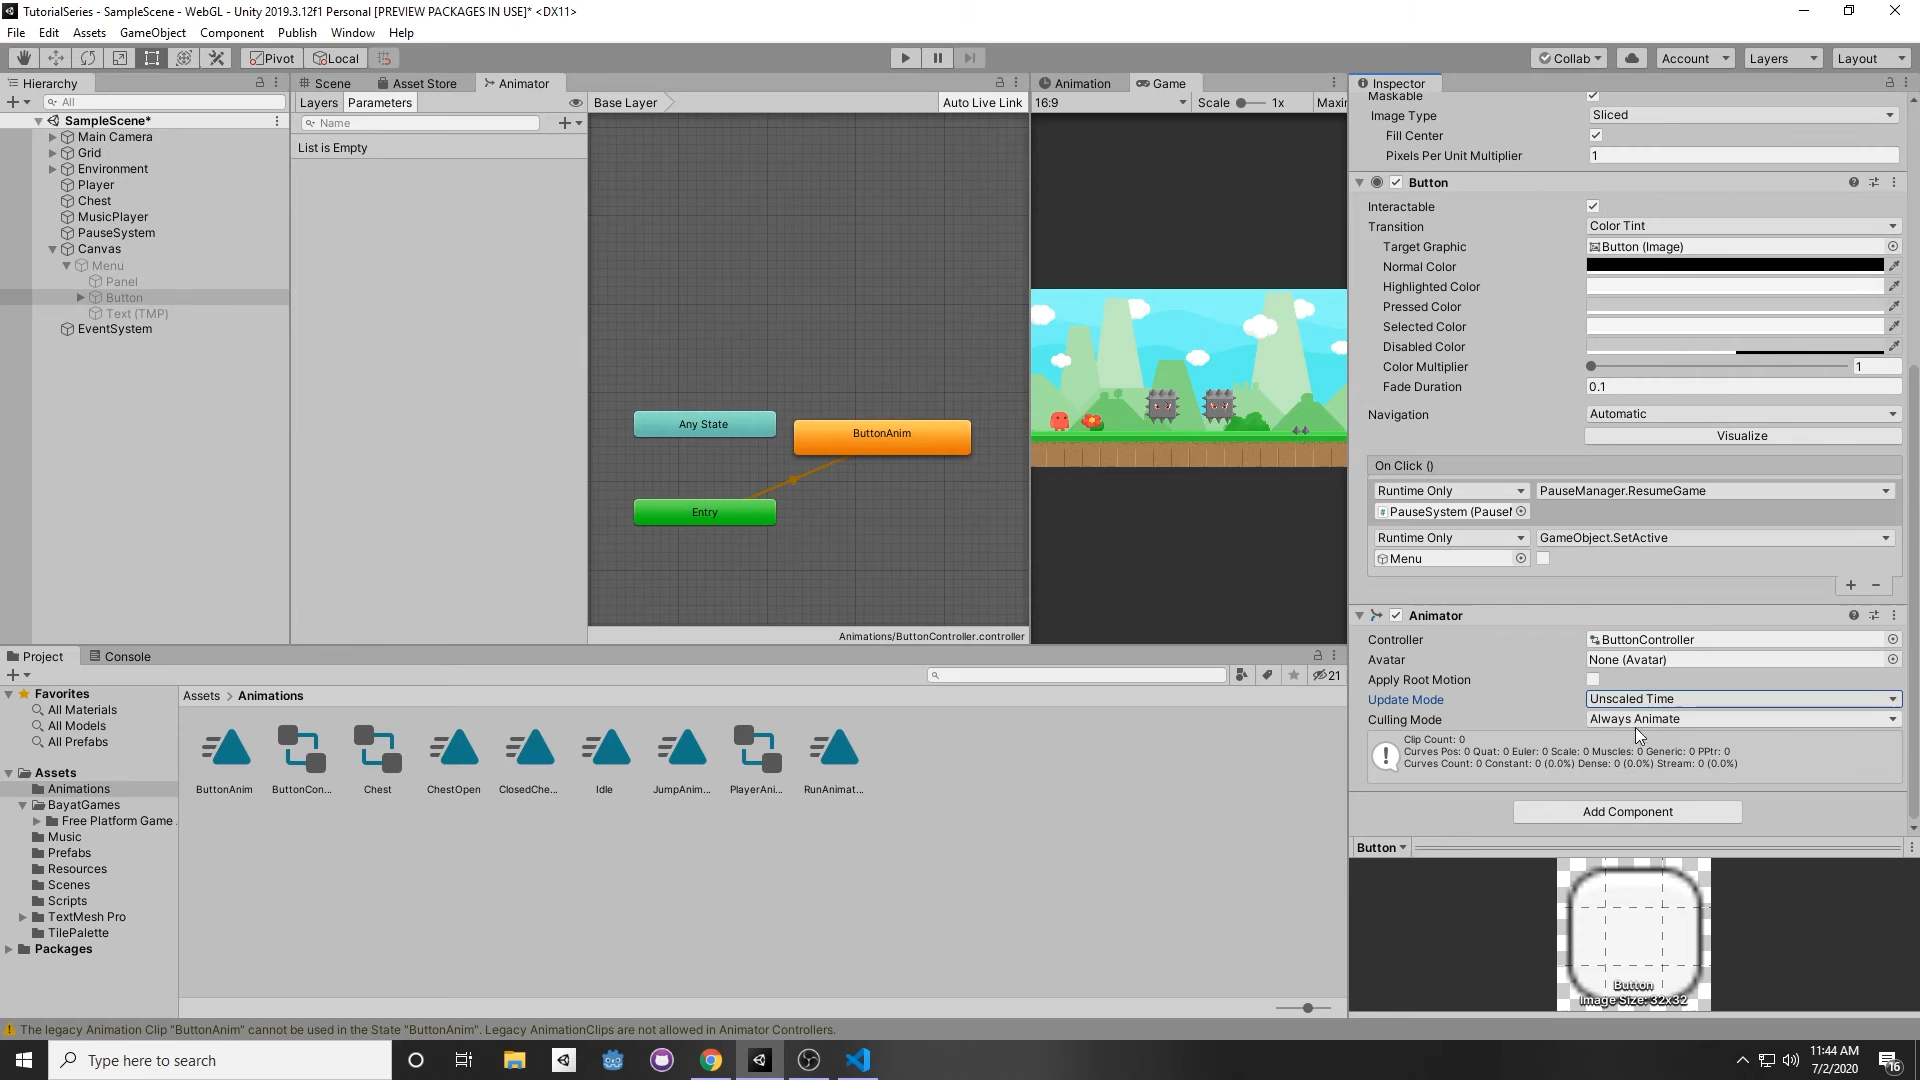 TutorialSeries - SampleScene - WebGL - Unity 2019.3.12f1 Personal [PREVIEW PACKAGES IN USE]* <DX11>
File Edit Assets GameObject Component Window Help
Pivot Local Collab Account Layers Layout
Hierarchy
All
SampleScene*
Main Camera
Grid
Environment
Player
Chest
MusicPlayer
PauseSystem
Canvas
Menu
Panel
Button
Text (TMP)
EventSystem
Scene Asset Store Animator
Layers Parameters Base Layer Auto Live Link
Name
List is Empty
Any State
ButtonAnim
Entry
Animations/ButtonController.controller
Animation Game
16:9 Scale 1x Maxi
Inspector
Maskable
Image Type Sliced
Fill Center
Pixels Per Unit Multiplier 1
Button
Interactable
Transition Color Tint
Target Graphic Button (Image)
Normal Color
Highlighted Color
Pressed Color
Selected Color
Disabled Color
Color Multiplier 1
Fade Duration 0.1
Navigation Automatic
Visualize
On Click ()
Runtime Only PauseManager.ResumeGame
PauseSystem (Pause
Runtime Only GameObject.SetActive
Menu
Animator
Controller ButtonController
Avatar None (Avatar)
Apply Root Motion
Update Mode Unscaled Time
Culling Mode Always Animate
Clip Count: 0
Curves Pos: 0 Quat: 0 Euler: 0 Scale: 0 Muscles: 0 Generic: 0 PPtr: 0
Curves Count: 0 Constant: 0 (0.0%) Dense: 0 (0.0%) Stream: 0 (0.0%)
Add Component
Button
Button
Image Size: 32x32
Project Console
21
Favorites
All Materials
All Models
All Prefabs
Assets
Animations
BayatGames
Free Platform Game
Music
Prefabs
Resources
Scenes
Scripts
TextMesh Pro
TilePalette
Packages
Assets > Animations
ButtonAnim ButtonCon... Chest ChestOpen ClosedChe... Idle JumpAnim... PlayerAni... RunAnimat...
The legacy Animation Clip "ButtonAnim" cannot be used in the State "ButtonAnim". Legacy AnimationClips are not allowed in Animator Controllers.
Type here to search
11:44 AM
7/2/2020
16